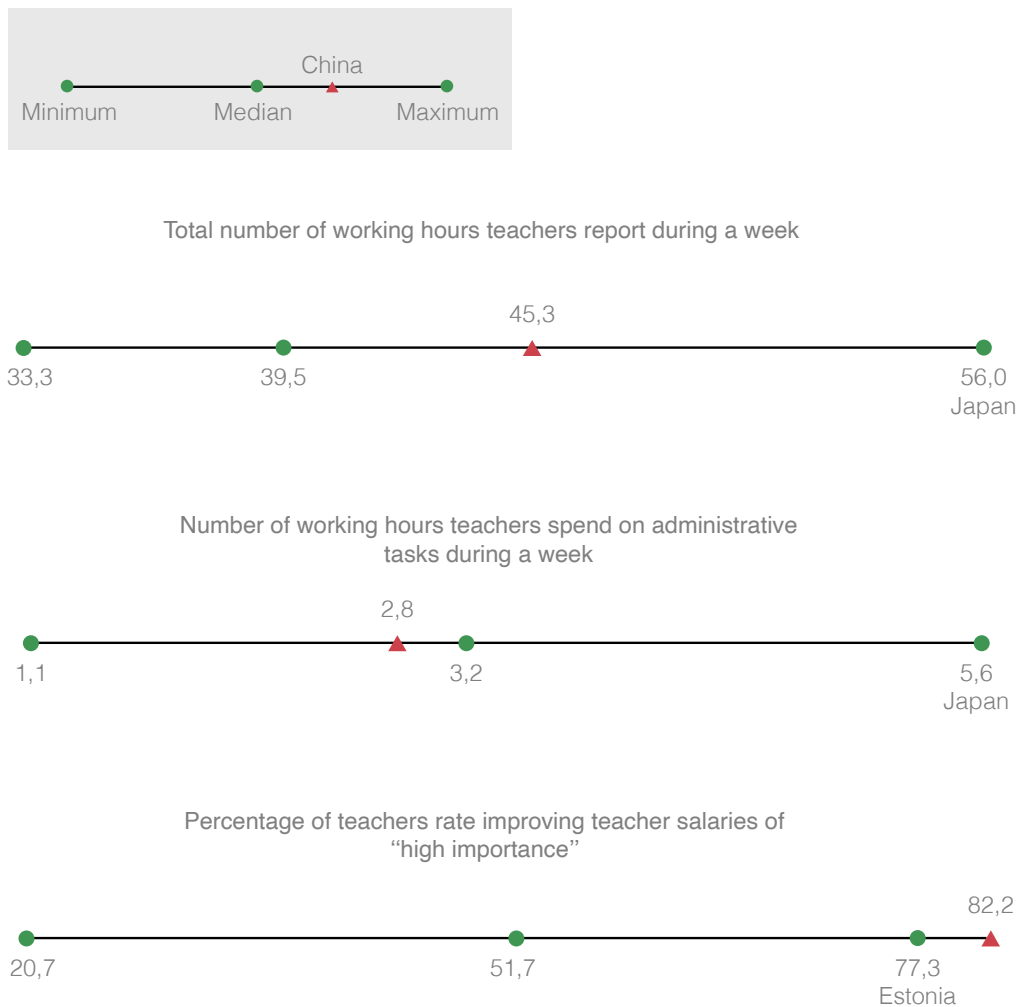 China
Minimum
Median
Maximum
Total number of working hours teachers report during a week
45,3
33,3
39,5
56,0
Japan
Number of working hours teachers spend on administrative
tasks during a week
2,8
1,1
3,2
5,6
Japan
Percentage of teachers rate improving teacher salaries of
“high importance”
82,2
20,7
51,7
77,3
Estonia